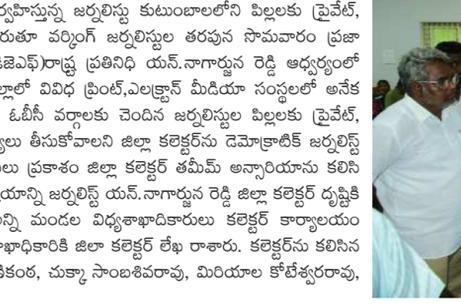 ర్వహిస్తున్న జర్నలిస్టు కుటుంబాలలోని పిల్లలకు ప్రైవేట్,
రుతూ వర్కింగ్ జర్నలిస్టుల తరపున సోమవారం ప్రజా
డిజెఎఫ్)రాష్ట్ర ప్రతినిధి యన్.నాగార్జున రెడ్డి ఆధ్వర్యంలో
ల్లాలో వివిధ ప్రింట్,ఎలక్ట్రాన్ మీడియా సంస్థలలో అనేక
ఓబీసీ వర్గాలకు చెందిన జర్నలిస్టుల పిల్లలకు ప్రైవేట్,
్యలు తీసుకోవాలని జిల్లా కలెక్టర్‌ను డెమోక్రాటిక్ జర్నలిస్ట్
లు ప్రకాశం జిల్లా కలెక్టర్ తమీమ్ అన్సారియాను కలిసి
యాన్ని జర్నలిస్ట్ యన్.నాగార్జున రెడ్డి జిల్లా కలెక్టర్ దృష్టికి
లన్ని మండల విధ్యశాఖాదికారులు కలెక్టర్ కార్యాలయం
ాఖాధికారికి జిలా కలెక్టర్ లేఖ రాశారు. కలెక్టర్‌ను కలిసిన
ికంఠ, చుక్కా సాంబశివరావు, మిరియాల కోటేశ్వరరావు,